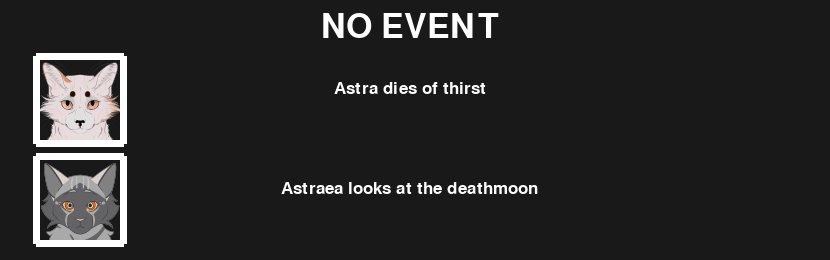 NO EVENT
Astra dies of thirst
Astraea looks at the deathmoon